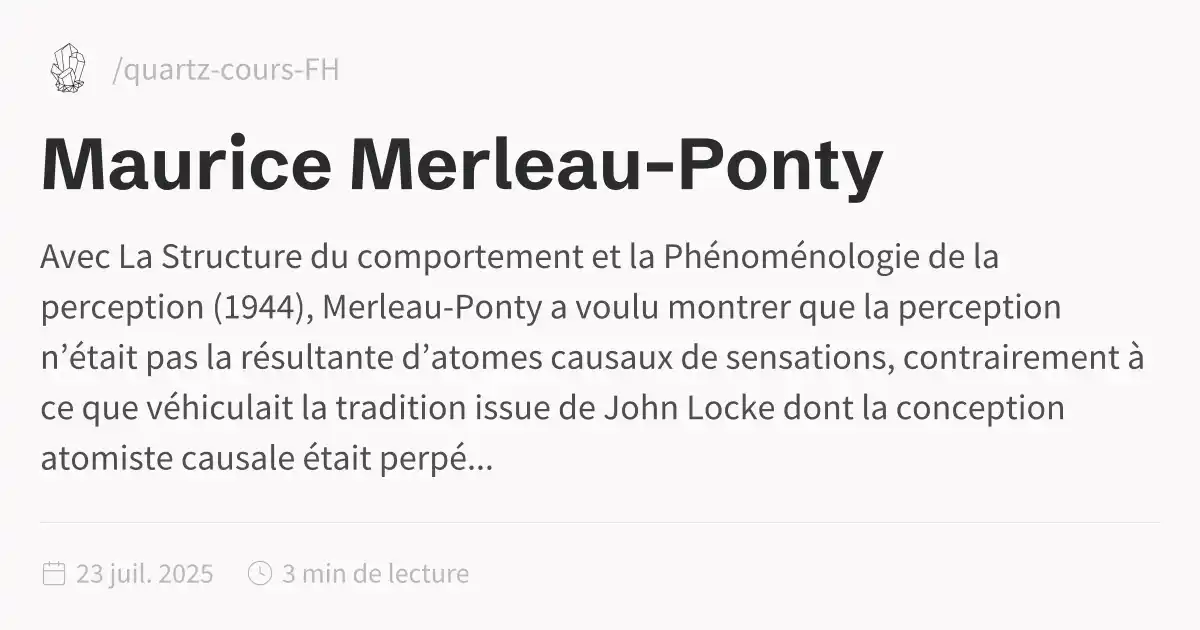 /quartz-cours-FH
Maurice Merleau-Ponty
Avec La Structure du comportement et la Phénoménologie de la
perception (1944), Merleau-Ponty a voulu montrer que la perception
n’était pas la résultante d’atomes causaux de sensations, contrairement à
ce que véhiculait la tradition issue de John Locke dont la conception
atomiste causale était perpé...
23 juil. 2025 3 min de lecture